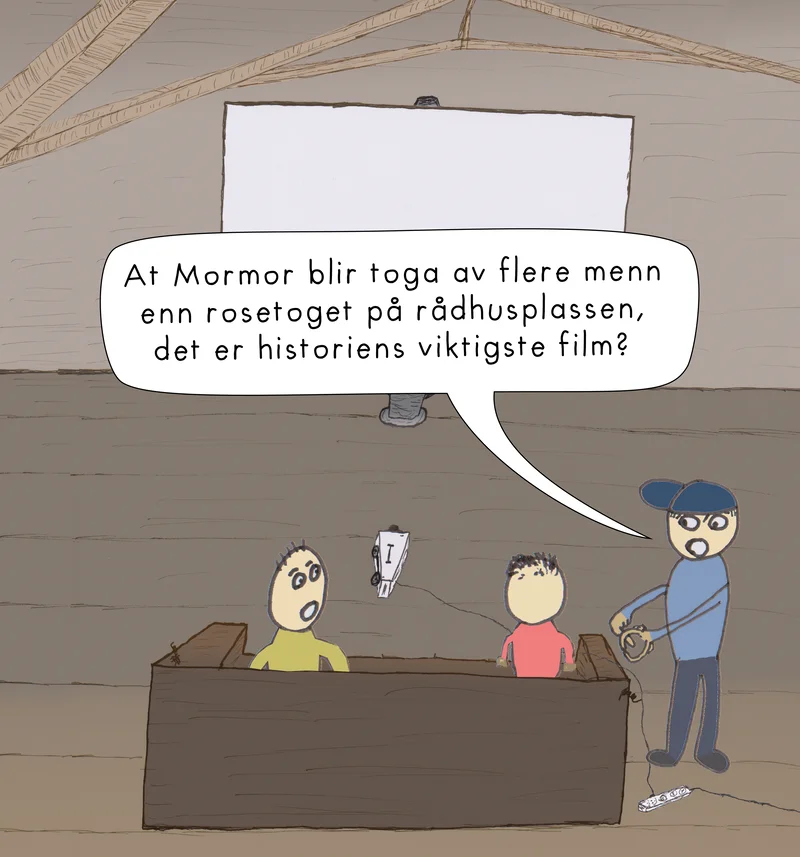 At Mormor blir toga av flere menn
enn rosetoget på rådhusplassen,
det er historiens viktigste film?
I